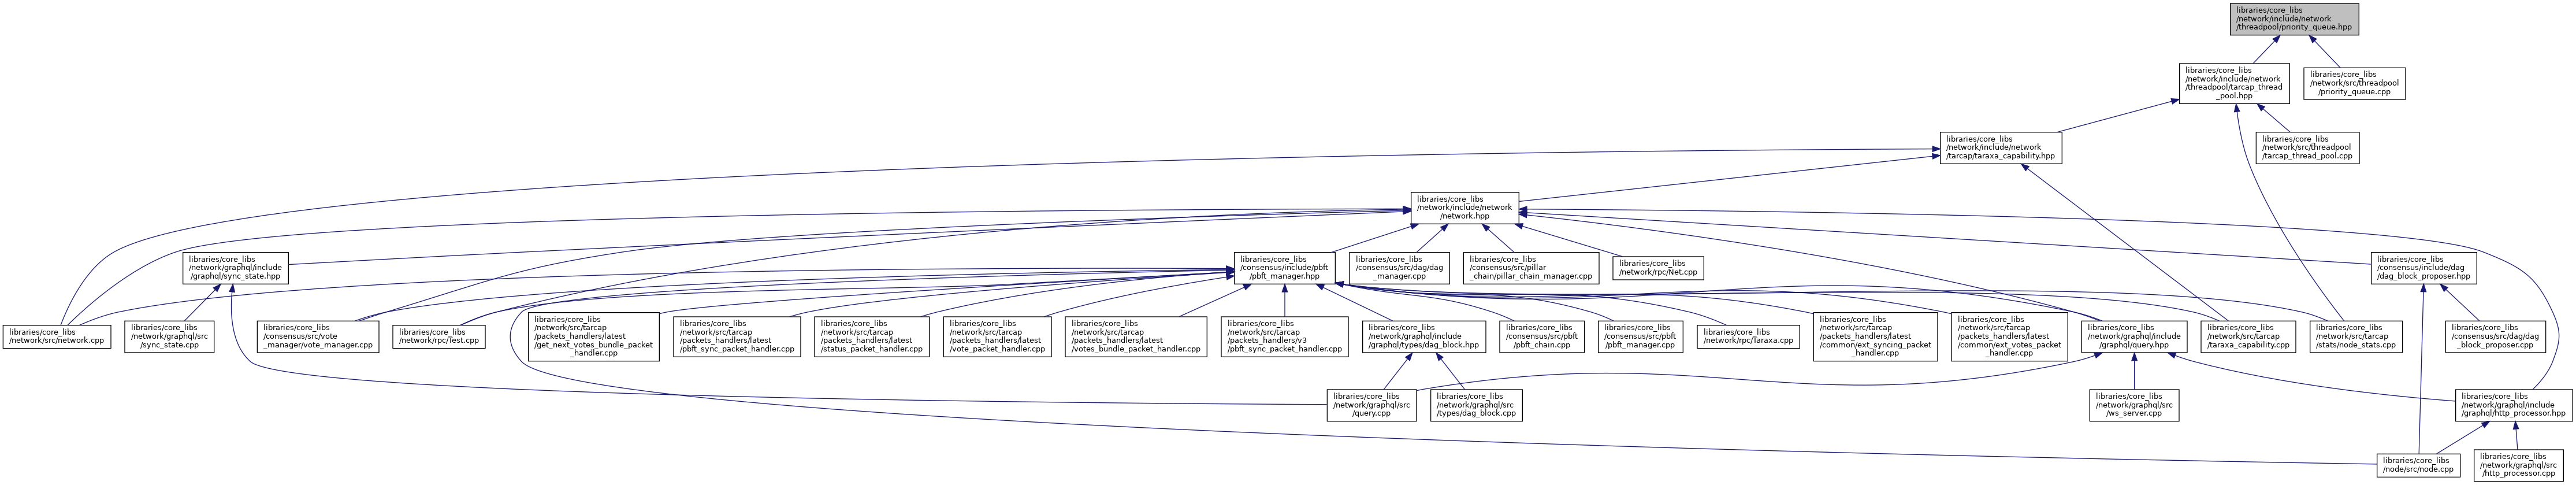 libraries/core_libs
/network/include/network
/threadpool/priority_queue.hpp
libraries/core_libs
/network/include/network
/threadpool/tarcap_thread
_pool.hpp
libraries/core_libs
/network/src/threadpool
/priority_queue.cpp
libraries/core_libs
/network/include/network
/tarcap/taraxa_capability.hpp
libraries/core_libs
/network/src/threadpool
/tarcap_thread_pool.cpp
libraries/core_libs
/network/include/network
/network.hpp
libraries/core_libs
/network/graphql/include
/graphql/sync_state.hpp
libraries/core_libs
/consensus/include/pbft
/pbft_manager.hpp
libraries/core_libs
/consensus/src/dag/dag
_manager.cpp
libraries/core_libs
/consensus/src/pillar
_chain/pillar_chain_manager.cpp
libraries/core_libs
/network/rpc/Net.cpp
libraries/core_libs
/consensus/include/dag
/dag_block_proposer.hpp
libraries/core_libs
/network/src/network.cpp
libraries/core_libs
/network/graphql/src
/sync_state.cpp
libraries/core_libs
/consensus/src/vote
_manager/vote_manager.cpp
libraries/core_libs
/network/rpc/Test.cpp
libraries/core_libs
/network/src/tarcap
/packets_handlers/latest
/get_next_votes_bundle_packet
_handler.cpp
libraries/core_libs
/network/src/tarcap
/packets_handlers/latest
/pbft_sync_packet_handler.cpp
libraries/core_libs
/network/src/tarcap
/packets_handlers/latest
/status_packet_handler.cpp
libraries/core_libs
/network/src/tarcap
/packets_handlers/latest
/vote_packet_handler.cpp
libraries/core_libs
/network/src/tarcap
/packets_handlers/latest
/votes_bundle_packet_handler.cpp
libraries/core_libs
/network/src/tarcap
/packets_handlers/v3
/pbft_sync_packet_handler.cpp
libraries/core_libs
/network/graphql/include
/graphql/types/dag_block.hpp
libraries/core_libs
/consensus/src/pbft
/pbft_chain.cpp
libraries/core_libs
/consensus/src/pbft
/pbft_manager.cpp
libraries/core_libs
/network/rpc/Taraxa.cpp
libraries/core_libs
/network/src/tarcap
/packets_handlers/latest
/common/ext_syncing_packet
_handler.cpp
libraries/core_libs
/network/src/tarcap
/packets_handlers/latest
/common/ext_votes_packet
_handler.cpp
libraries/core_libs
/network/graphql/include
/graphql/query.hpp
libraries/core_libs
/network/src/tarcap
/taraxa_capability.cpp
libraries/core_libs
/network/src/tarcap
/stats/node_stats.cpp
libraries/core_libs
/consensus/src/dag/dag
_block_proposer.cpp
libraries/core_libs
/network/graphql/src
/query.cpp
libraries/core_libs
/network/graphql/src
/types/dag_block.cpp
libraries/core_libs
/network/graphql/src
/ws_server.cpp
libraries/core_libs
/network/graphql/include
/graphql/http_processor.hpp
libraries/core_libs
/node/src/node.cpp
libraries/core_libs
/network/graphql/src
/http_processor.cpp